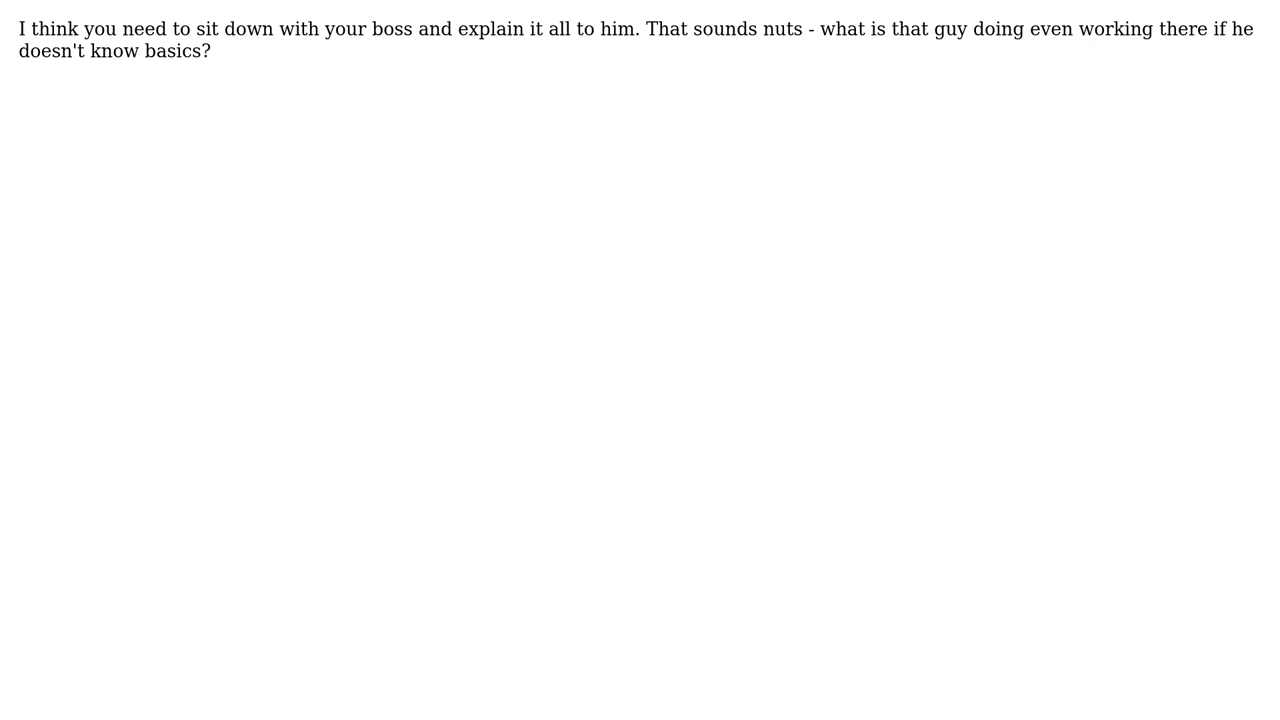 I think you need to sit down with your boss and explain it all to him. That sounds nuts - what is that guy doing even working there if he
doesn't know basics?